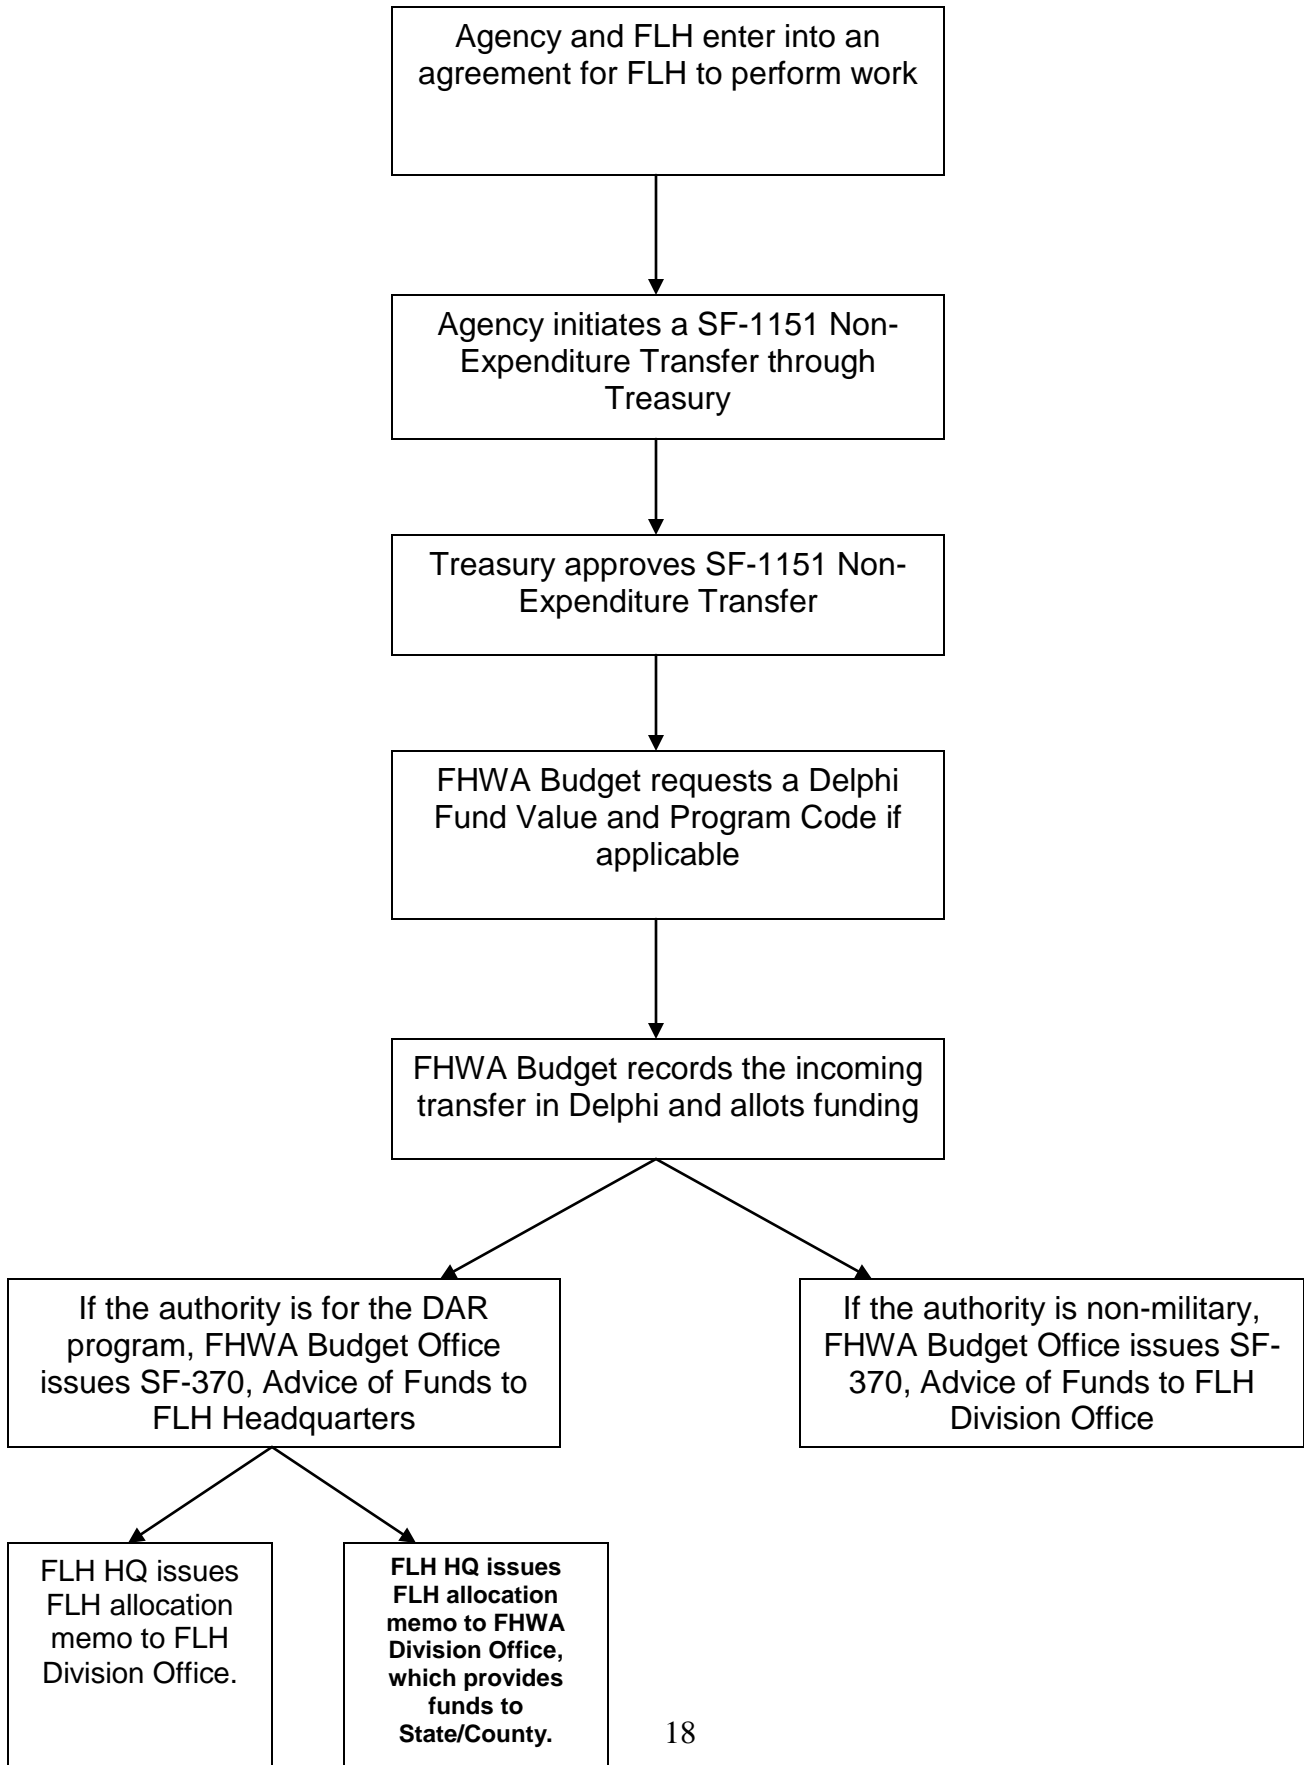 Agency and FLH enter into an
agreement for FLH to perform work
Agency initiates a SF-1151 Non-
Expenditure Transfer through
Treasury
Treasury approves SF-1151 Non-
Expenditure Transfer
FHWA Budget requests a Delphi
Fund Value and Program Code if
applicable
FHWA Budget records the incoming
transfer in Delphi and allots funding
If the authority is for the DAR
program, FHWA Budget Office
issues SF-370, Advice of Funds to
FLH Headquarters
If the authority is non-military,
FHWA Budget Office issues SF-
370, Advice of Funds to FLH
Division Office
FLH HQ issues
FLH allocation
memo to FLH
Division Office.
FLH HQ issues
FLH allocation
memo to FHWA
Division Office,
which provides
funds to
State/County.
18